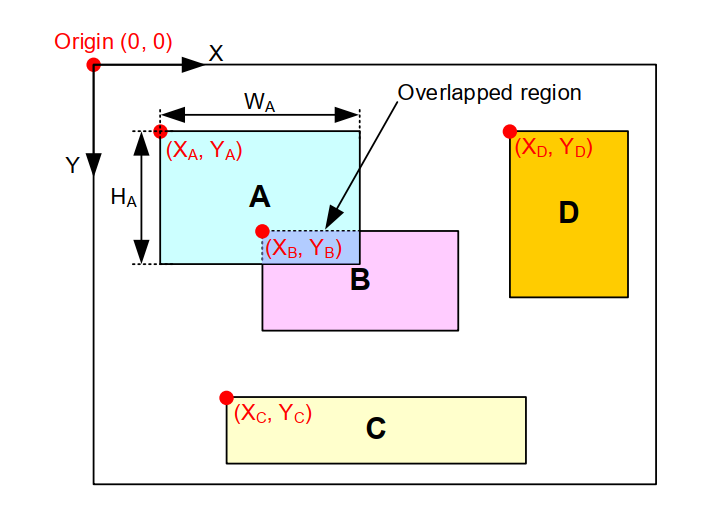 Origin (0, 0)
X
Overlapped region
W_A
(X_A, Y_A)
(X_D, Y_D)
Y
H_A
A
D
(X_B, Y_B)
B
(X_C, Y_C)
C